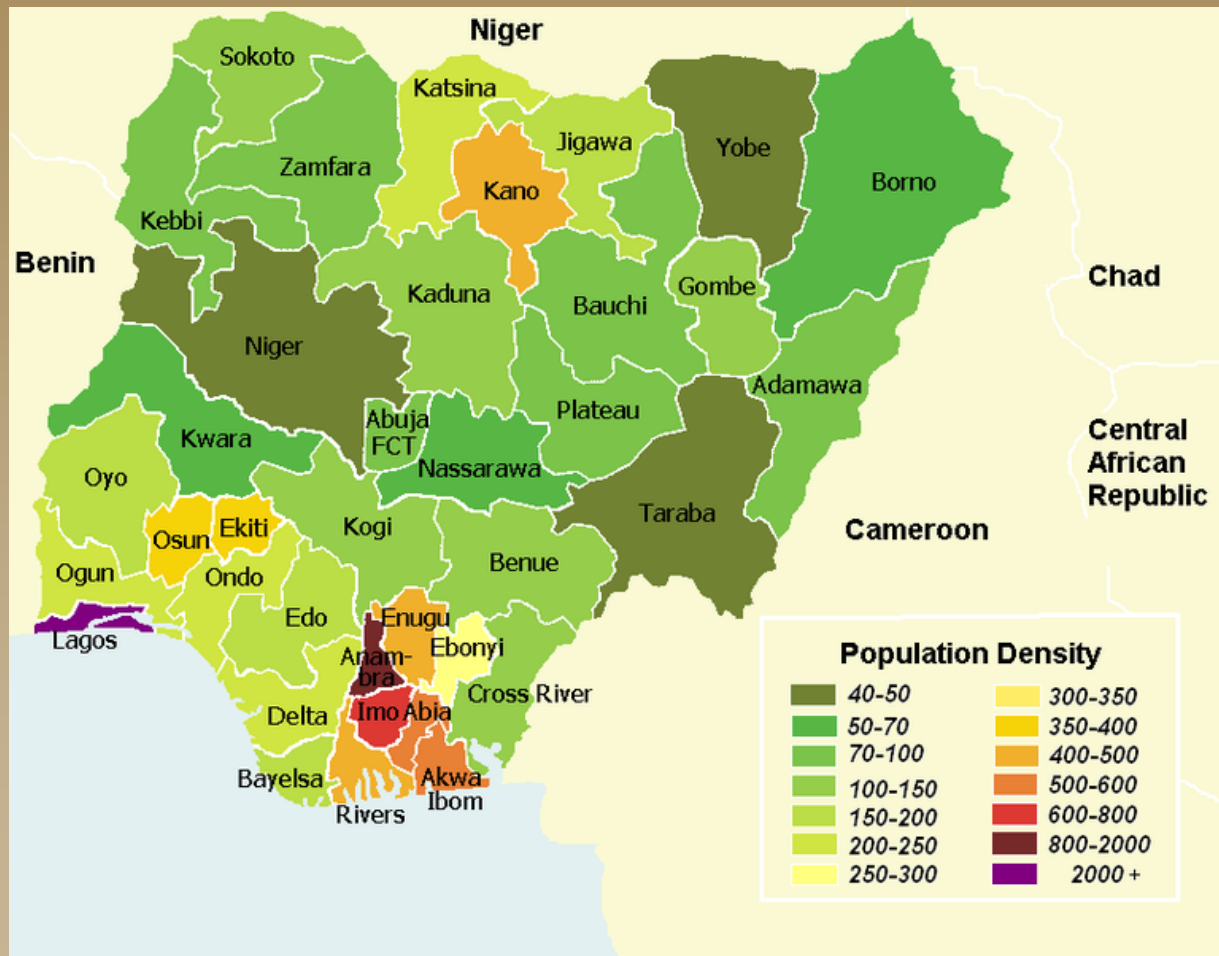 Niger
Sokoto
Katsina
Jigawa
Yobe
Zamfara
Kano
Borno
Kebbi
Benin
Chad
Kaduna
Gombe
Bauchi
Niger
Adamawa
Plateau
Abuja
FCT
Kwara
Nassarawa
Central
African
Republic
Oyo
Taraba
Kogi
Osun
Ekiti
Cameroon
Benue
Ogun
Ondo
Edo
Enugu
Lagos
Ebonyi
Anam-
bra
Cross River
Delta
Imo
Abia
Bayelsa
Akwa
Ibom
Rivers
Population Density
40-50
50-70
70-100
100-150
150-200
200-250
250-300
300-350
350-400
400-500
500-600
600-800
800-2000
2000 +